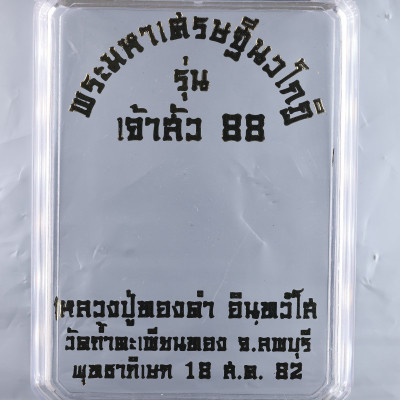 พระมหาเศรษฐีนวโกฏิ
รุ่น
เจ้าสัว 88
หลวงปู่ทองดำ อินฺทวํโส
วัดถ้ำตะเพียนทอง จ.ลพบุรี
พุทธาภิเษก 18 ส.ค. 62